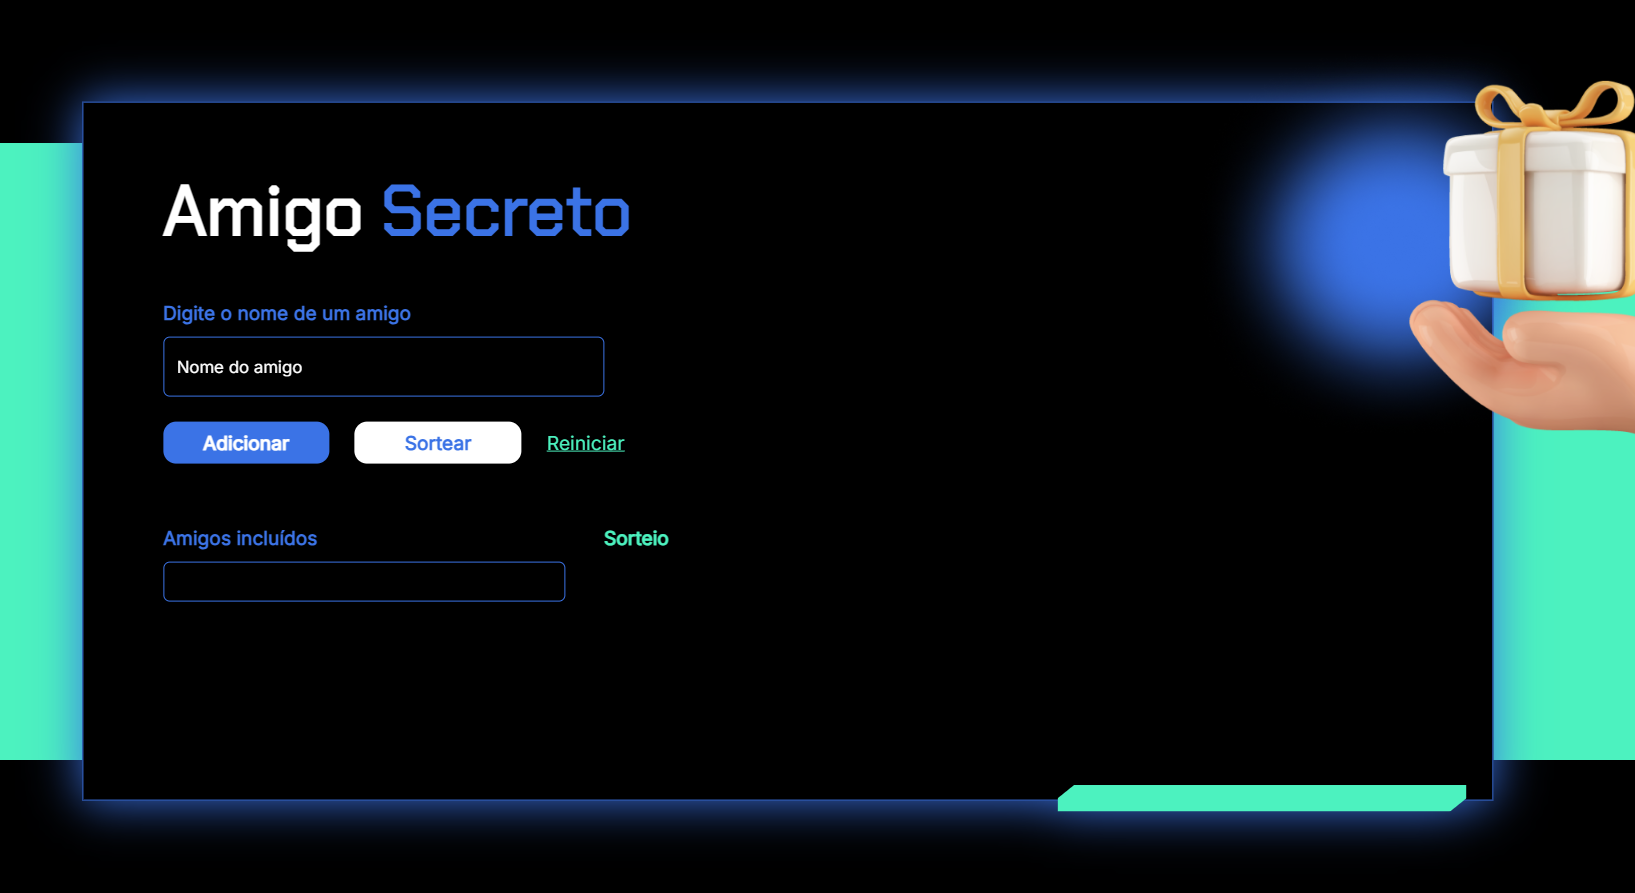 Amigo Secreto
Digite o nome de um amigo
Nome do amigo
Adicionar Sortear Reiniciar
Amigos incluídos Sorteio